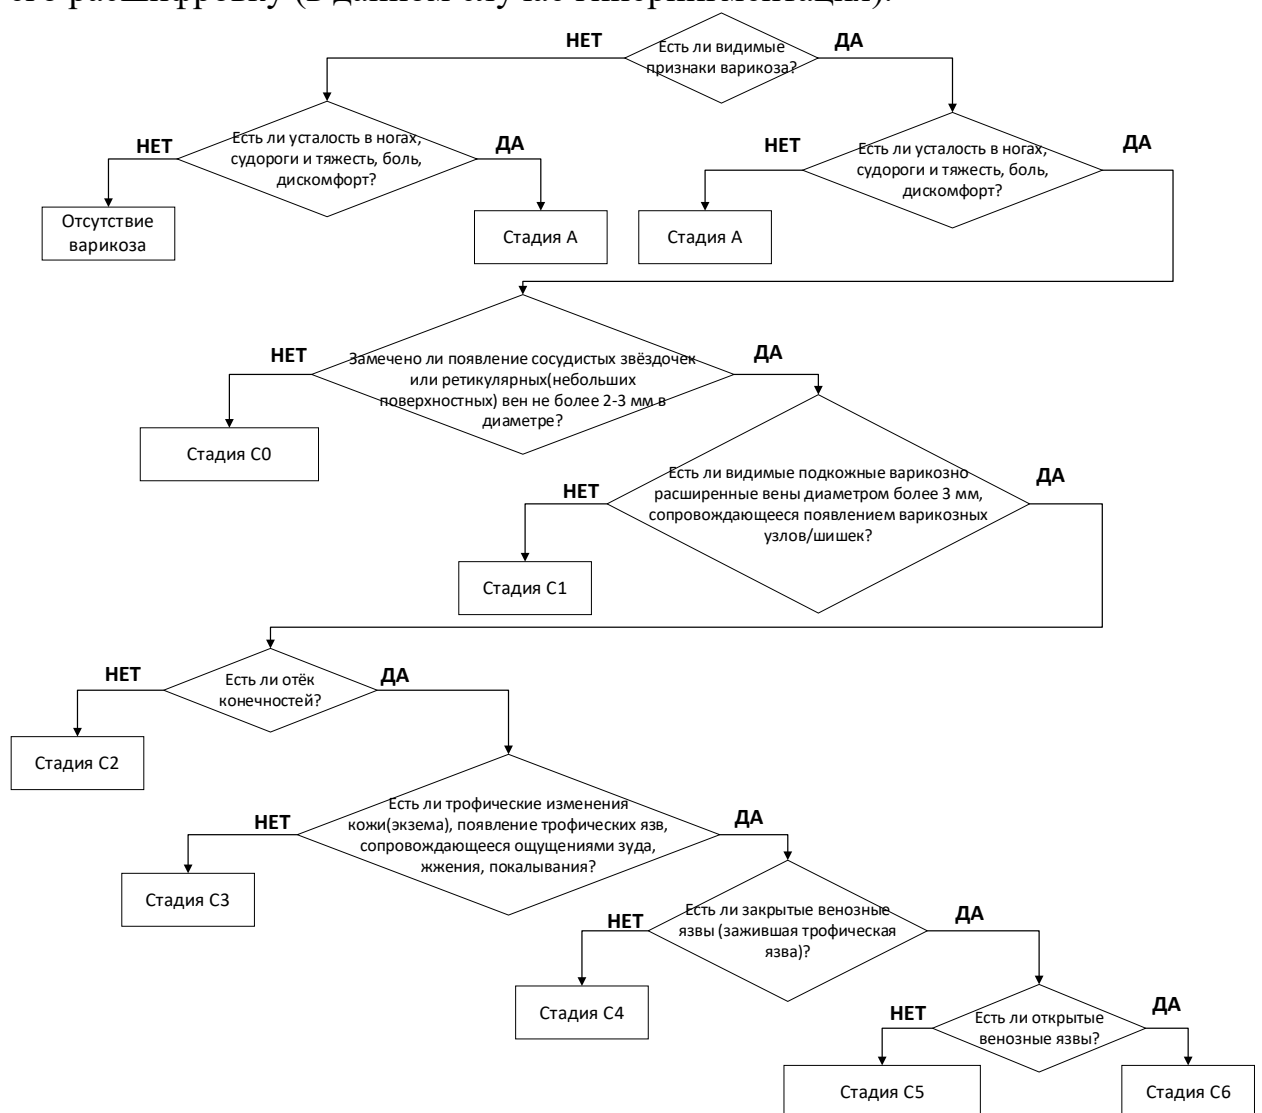 его расшифровку (в данном случае гиперпигментация).
НЕТ
Есть ли видимые
признаки варикоза?
ДА
НЕТ
Есть ли усталость в ногах,
судороги и тяжесть, боль,
дискомфорт?
ДА
НЕТ
Есть ли усталость в ногах,
судороги и тяжесть, боль,
дискомфорт?
ДА
Отсутствие
варикоза
Стадия А
Стадия А
НЕТ
Замечено ли появление сосудистых звёздочек
или ретикулярных(небольших
поверхностных) вен не более 2-3 мм в
диаметре?
ДА
Стадия С0
НЕТ
Есть ли видимые подкожные варикозно
расширенные вены диаметром более 3 мм,
сопровождающееся появлением варикозных
узлов/шишек?
ДА
Стадия С1
НЕТ
Есть ли отёк
конечностей?
ДА
Стадия С2
НЕТ
Есть ли трофические изменения
кожи(экзема), появление трофических язв,
сопровождающееся ощущениями зуда,
жжения, покалывания?
ДА
Стадия С3
НЕТ
Есть ли закрытые венозные
язвы (зажившая трофическая
язва)?
ДА
Стадия С4
НЕТ
Есть ли открытые
венозные язвы?
ДА
Стадия С5
Стадия С6